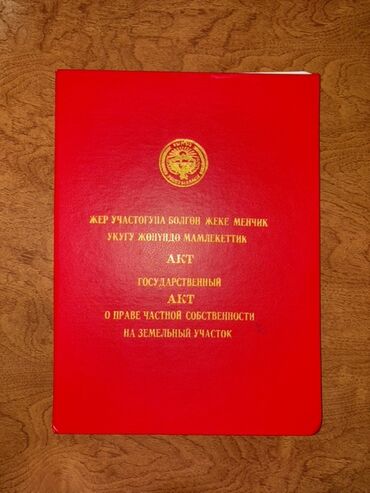 ЖЕР УЧАСТОГУНА БОЛГОН ЖЕКЕ МЕНЧИК
УКУГУ ЖӨНҮНДӨ МАМЛЕКЕТТИК
АКТ
ГОСУДАРСТВЕННЫЙ
АКТ
О ПРАВЕ ЧАСТНОЙ СОБСТВЕННОСТИ
НА ЗЕМЕЛЬНЫЙ УЧАСТОК